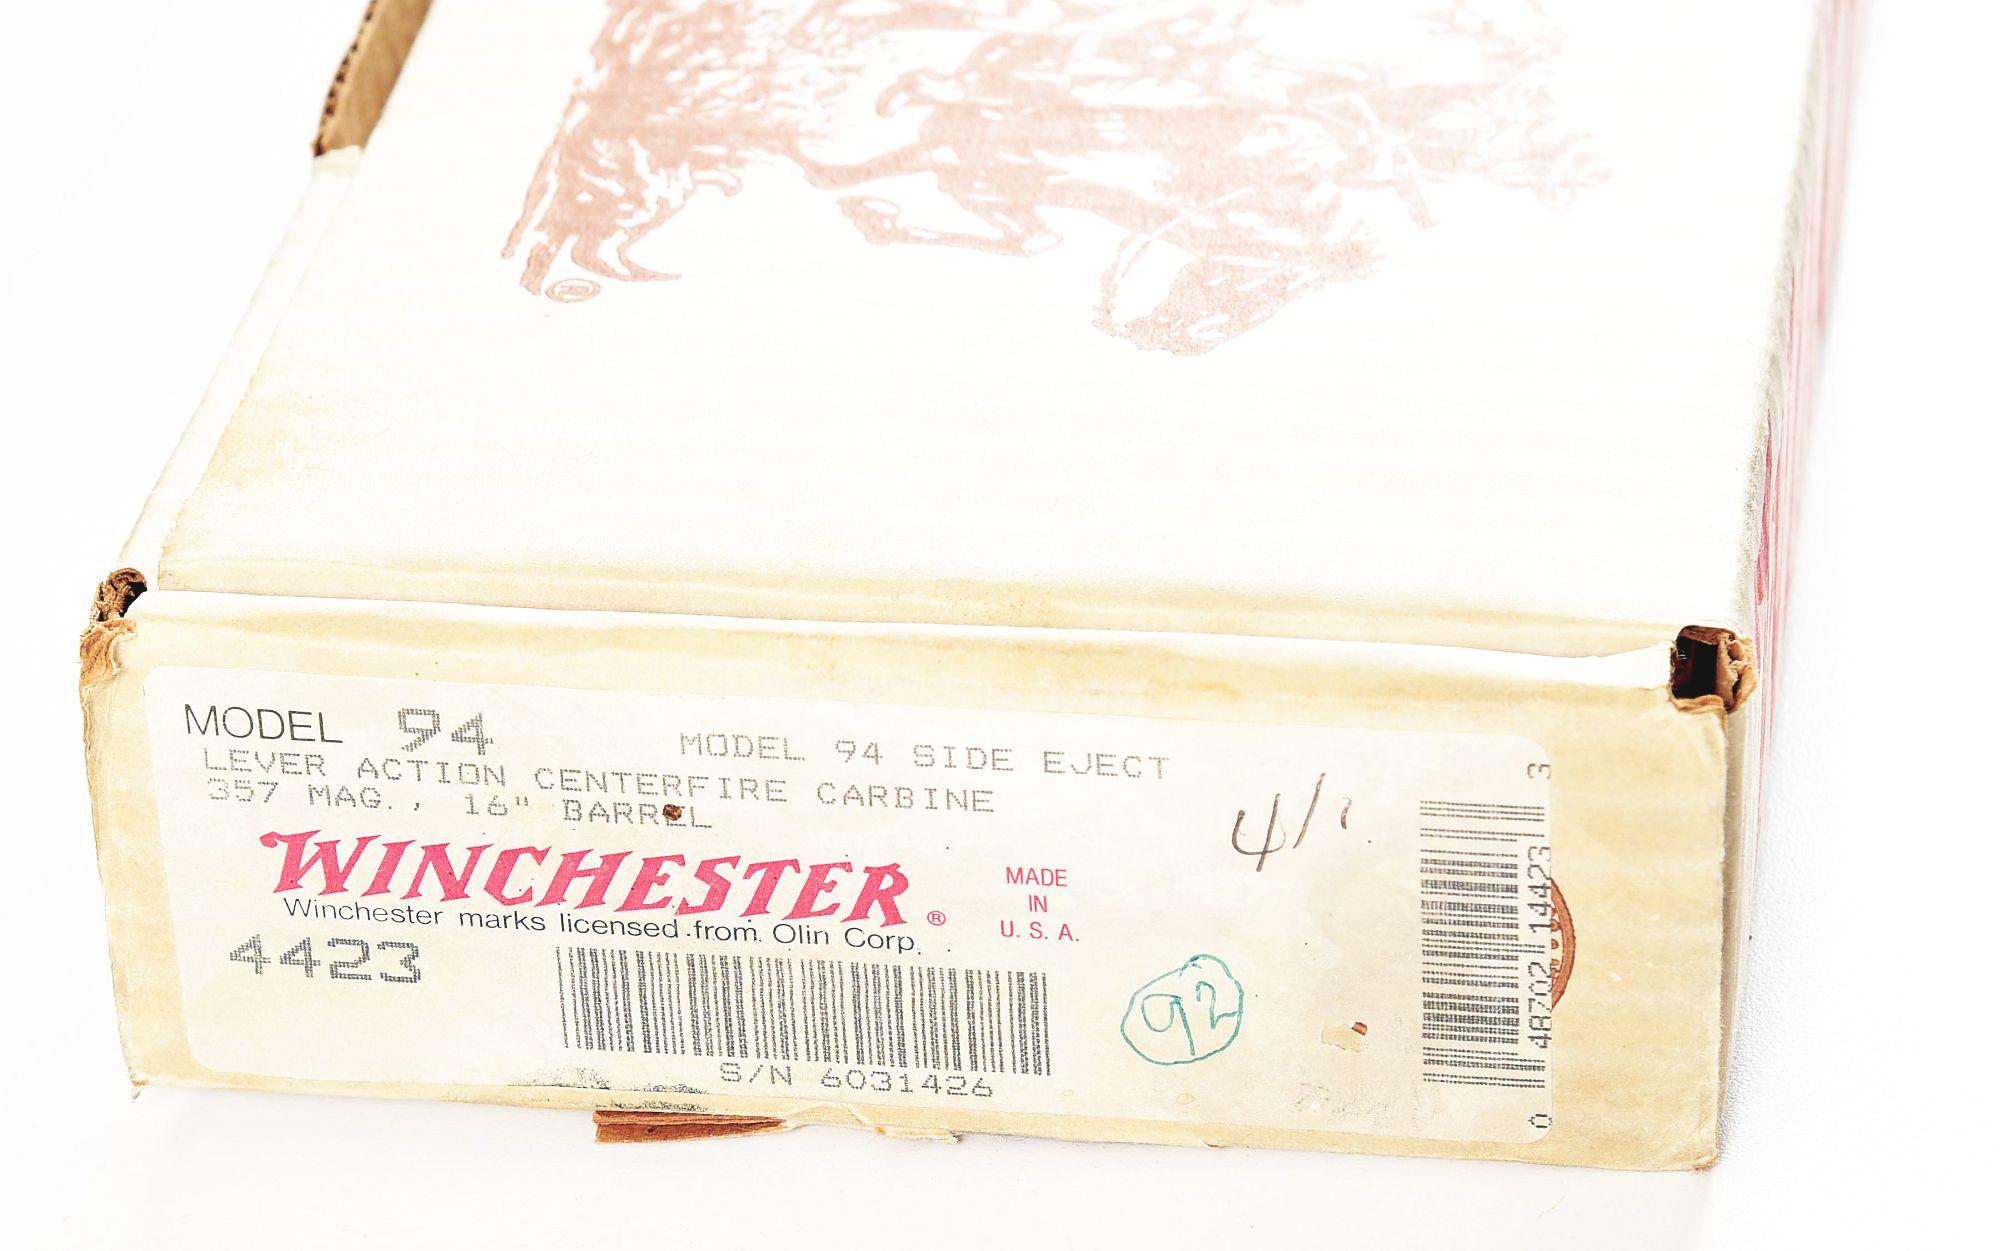 MODEL 94 MODEL 94 SIDE EJECT
LEVER ACTION CENTERFIRE CARBINE
357 MAG., 16" BARREL
WINCHESTER®
Winchester marks licensed from Olin Corp.
MADE
IN
U. S. A.
4423
S/N 6031426
92
4/
0 48702 14423 3
®